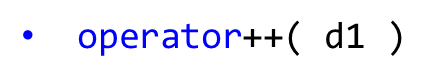 • operator++( d1 )